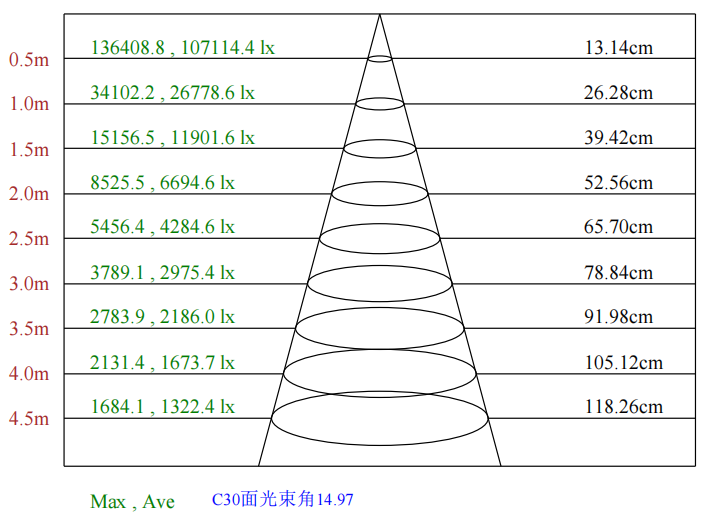 136408.8 , 107114.4 lx 13.14cm
0.5m
34102.2 , 26778.6 lx 26.28cm
1.0m
15156.5 , 11901.6 lx 39.42cm
1.5m
8525.5 , 6694.6 lx 52.56cm
2.0m
5456.4 , 4284.6 lx 65.70cm
2.5m
3789.1 , 2975.4 lx 78.84cm
3.0m
2783.9 , 2186.0 lx 91.98cm
3.5m
2131.4 , 1673.7 lx 105.12cm
4.0m
1684.1 , 1322.4 lx 118.26cm
4.5m
Max , Ave C30面光束角14.97